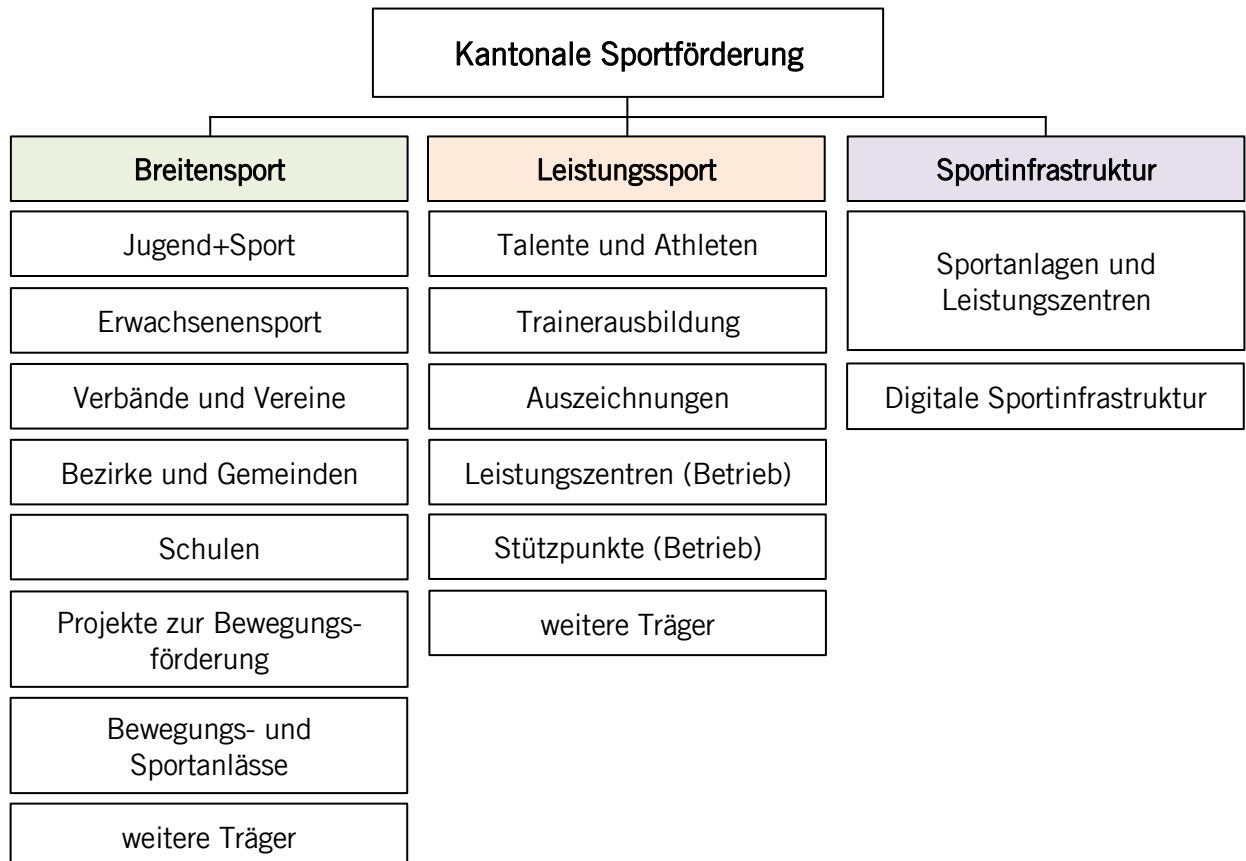 Kantonale Sportförderung
Breitensport
Jugend+Sport
Erwachsenensport
Verbände und Vereine
Bezirke und Gemeinden
Schulen
Projekte zur Bewegungs-
förderung
Bewegungs- und
Sportanlässe
weitere Träger
Leistungssport
Talente und Athleten
Trainerausbildung
Auszeichnungen
Leistungszentren (Betrieb)
Stützpunkte (Betrieb)
weitere Träger
Sportinfrastruktur
Sportanlagen und
Leistungszentren
Digitale Sportinfrastruktur